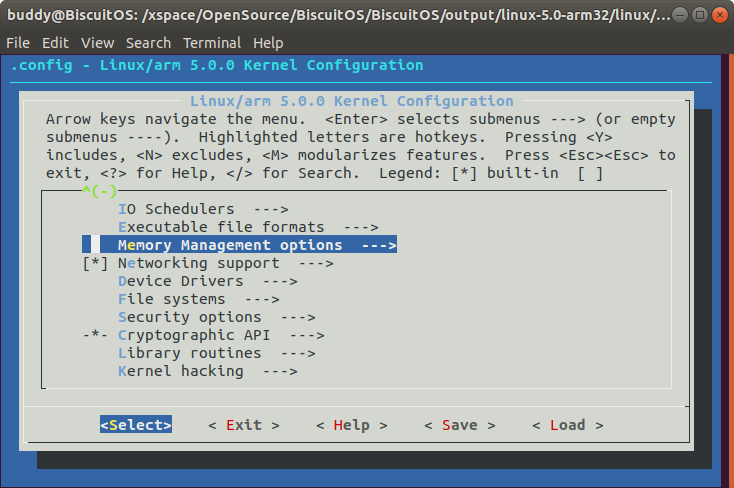 buddy@BiscuitOS: /xspace/OpenSource/BiscuitOS/BiscuitOS/output/linux-5.0-arm32/linux/...
File Edit View Search Terminal Help
.config - Linux/arm 5.0.0 Kernel Configuration
Linux/arm 5.0.0 Kernel Configuration
Arrow keys navigate the menu.  <Enter> selects submenus ---> (or empty
submenus ----).  Highlighted letters are hotkeys.  Pressing <Y>
includes, <N> excludes, <M> modularizes features.  Press <Esc><Esc> to
exit, <?> for Help, </> for Search.  Legend: [*] built-in  [ ]
^(-)
IO Schedulers  --->
Executable file formats  --->
Memory Management options  --->
[*] Networking support  --->
Device Drivers  --->
File systems  --->
Security options  --->
-*- Cryptographic API  --->
Library routines  --->
Kernel hacking  --->
<Select>    < Exit >    < Help >    < Save >    < Load >